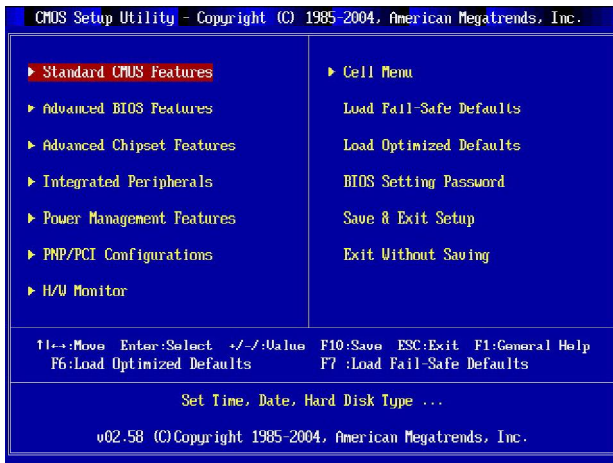 CMOS Setup Utility - Copyright (C) 1985-2004, American Megatrends, Inc.
▶ Standard CMOS Features
▶ Advanced BIOS Features
▶ Advanced Chipset Features
▶ Integrated Peripherals
▶ Power Management Features
▶ PNP/PCI Configurations
▶ H/W Monitor
▶ Cell Menu
Load Fail-Safe Defaults
Load Optimized Defaults
BIOS Setting Password
Save & Exit Setup
Exit Without Saving
↑↓←→:Move Enter:Select +/-/:Value F10:Save ESC:Exit F1:General Help
F6:Load Optimized Defaults F7 :Load Fail-Safe Defaults
Set Time, Date, Hard Disk Type ...
v02.58 (C)Copyright 1985-2004, American Megatrends, Inc.